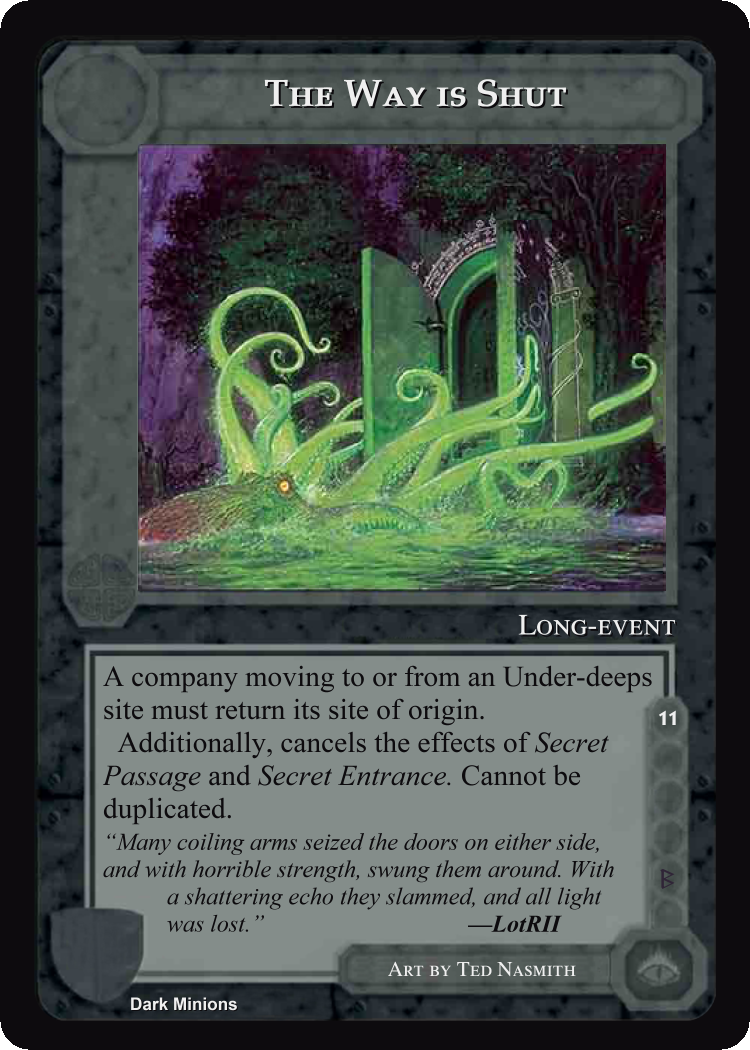 The Way is Shut
Long-event
A company moving to or from an Under-deeps
site must return its site of origin.
Additionally, cancels the effects of Secret
Passage and Secret Entrance. Cannot be
duplicated.
11
“Many coiling arms seized the doors on either side,
and with horrible strength, swung them around. With
a shattering echo they slammed, and all light
was lost.” —LotRII
Art by Ted Nasmith
Dark Minions